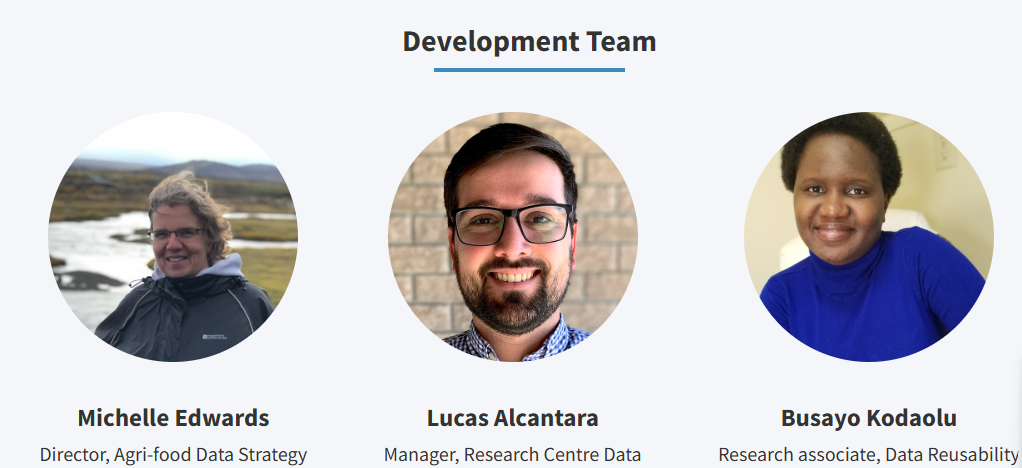 Development Team
Michelle Edwards
Lucas Alcantara
Busayo Kodaolu
Director, Agri-food Data Strategy
Manager, Research Centre Data
Research associate, Data Reusability